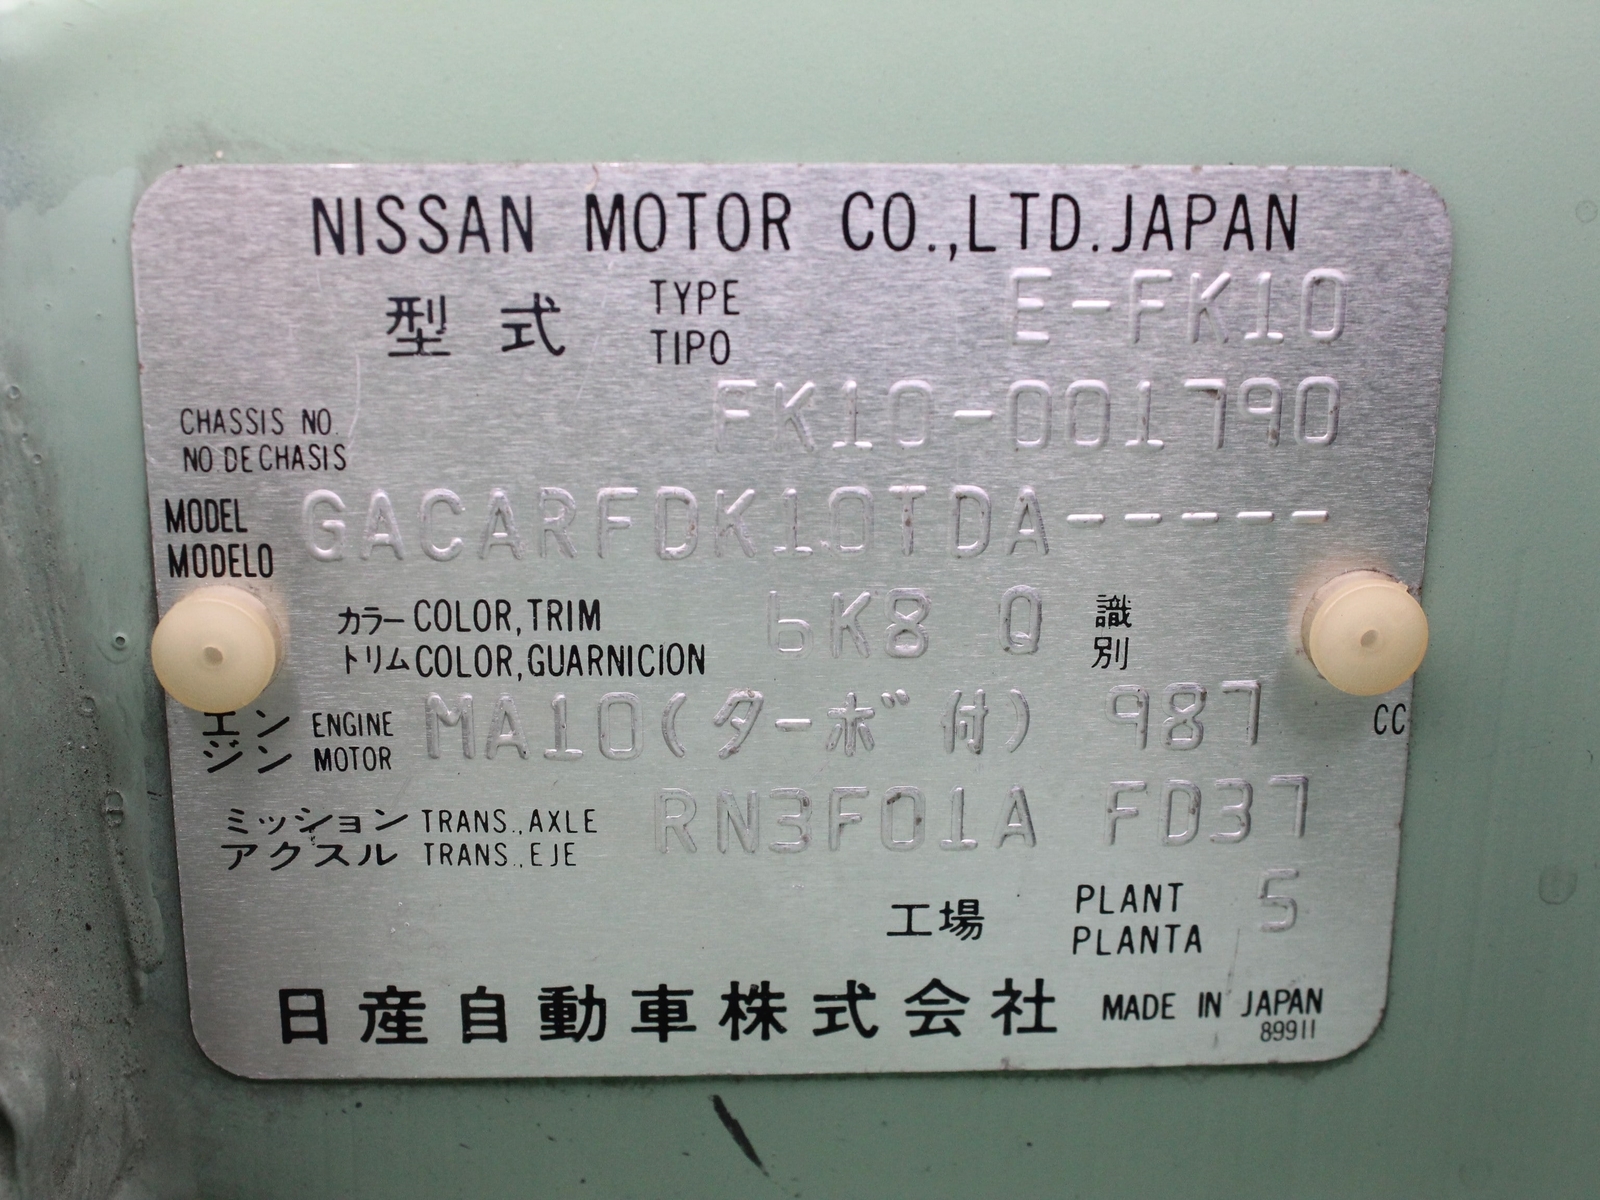 NISSAN MOTOR CO.,LTD.JAPAN
型式 TYPE E-FK10
TIPO
CHASSIS NO. FK10-001790
NO.DE CHASIS
MODEL GACARFDK10TDA-----
MODELO
カラー COLOR,TRIM 6K8 Q 識
トリム COLOR,GUARNICION 別
エン ENGINE MA10(ターボ付) 987 CC
ジン MOTOR
ミッション TRANS.,AXLE RN3F01A FD37
アクスル TRANS.,EJE
工場 PLANT 5
PLANTA
日産自動車株式会社 MADE IN JAPAN
89911